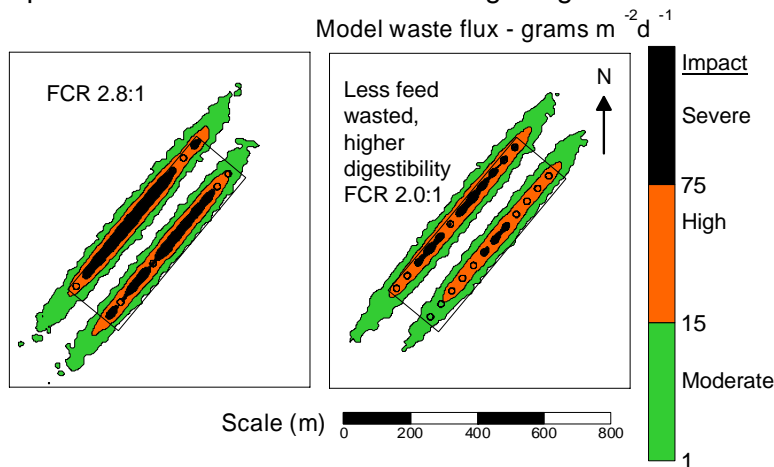 Model waste flux - grams m -2 d -1
FCR 2.8:1
Less feed
wasted,
higher
digestibility
FCR 2.0:1
N
Impact
Severe
75
High
15
Moderate
1
Scale (m)
0 200 400 600 800